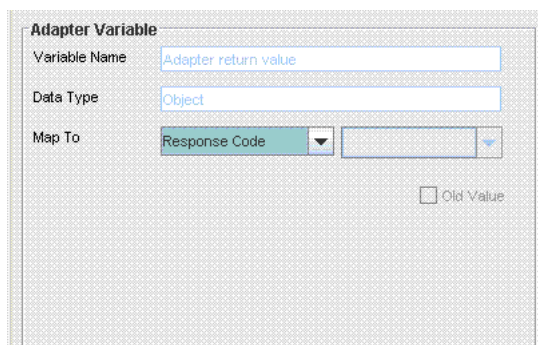 Adapter Variable
Variable Name Adapter return value
Data Type Object
Map To Response Code
Old Value